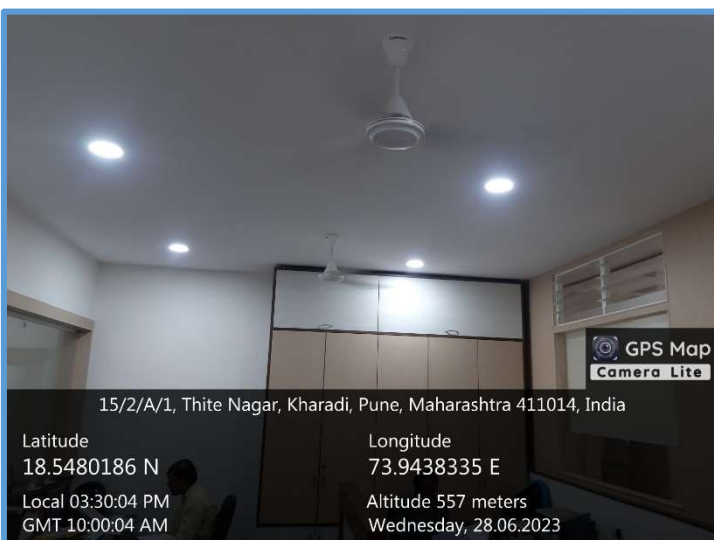 GPS Map
Camera Lite
15/2/A/1, Thite Nagar, Kharadi, Pune, Maharashtra 411014, India
Latitude
18.5480186 N
Longitude
73.9438335 E
Local 03:30:04 PM
GMT 10:00:04 AM
Altitude 557 meters
Wednesday, 28.06.2023